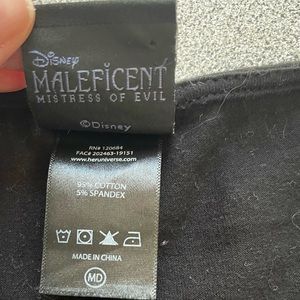 Disney
MALEFICENT
MISTRESS OF EVIL
©Disney
RN# 120684
FAC# 202463-19151
www.heruniverse.com
95% COTTON
5% SPANDEX
MADE IN CHINA
MD